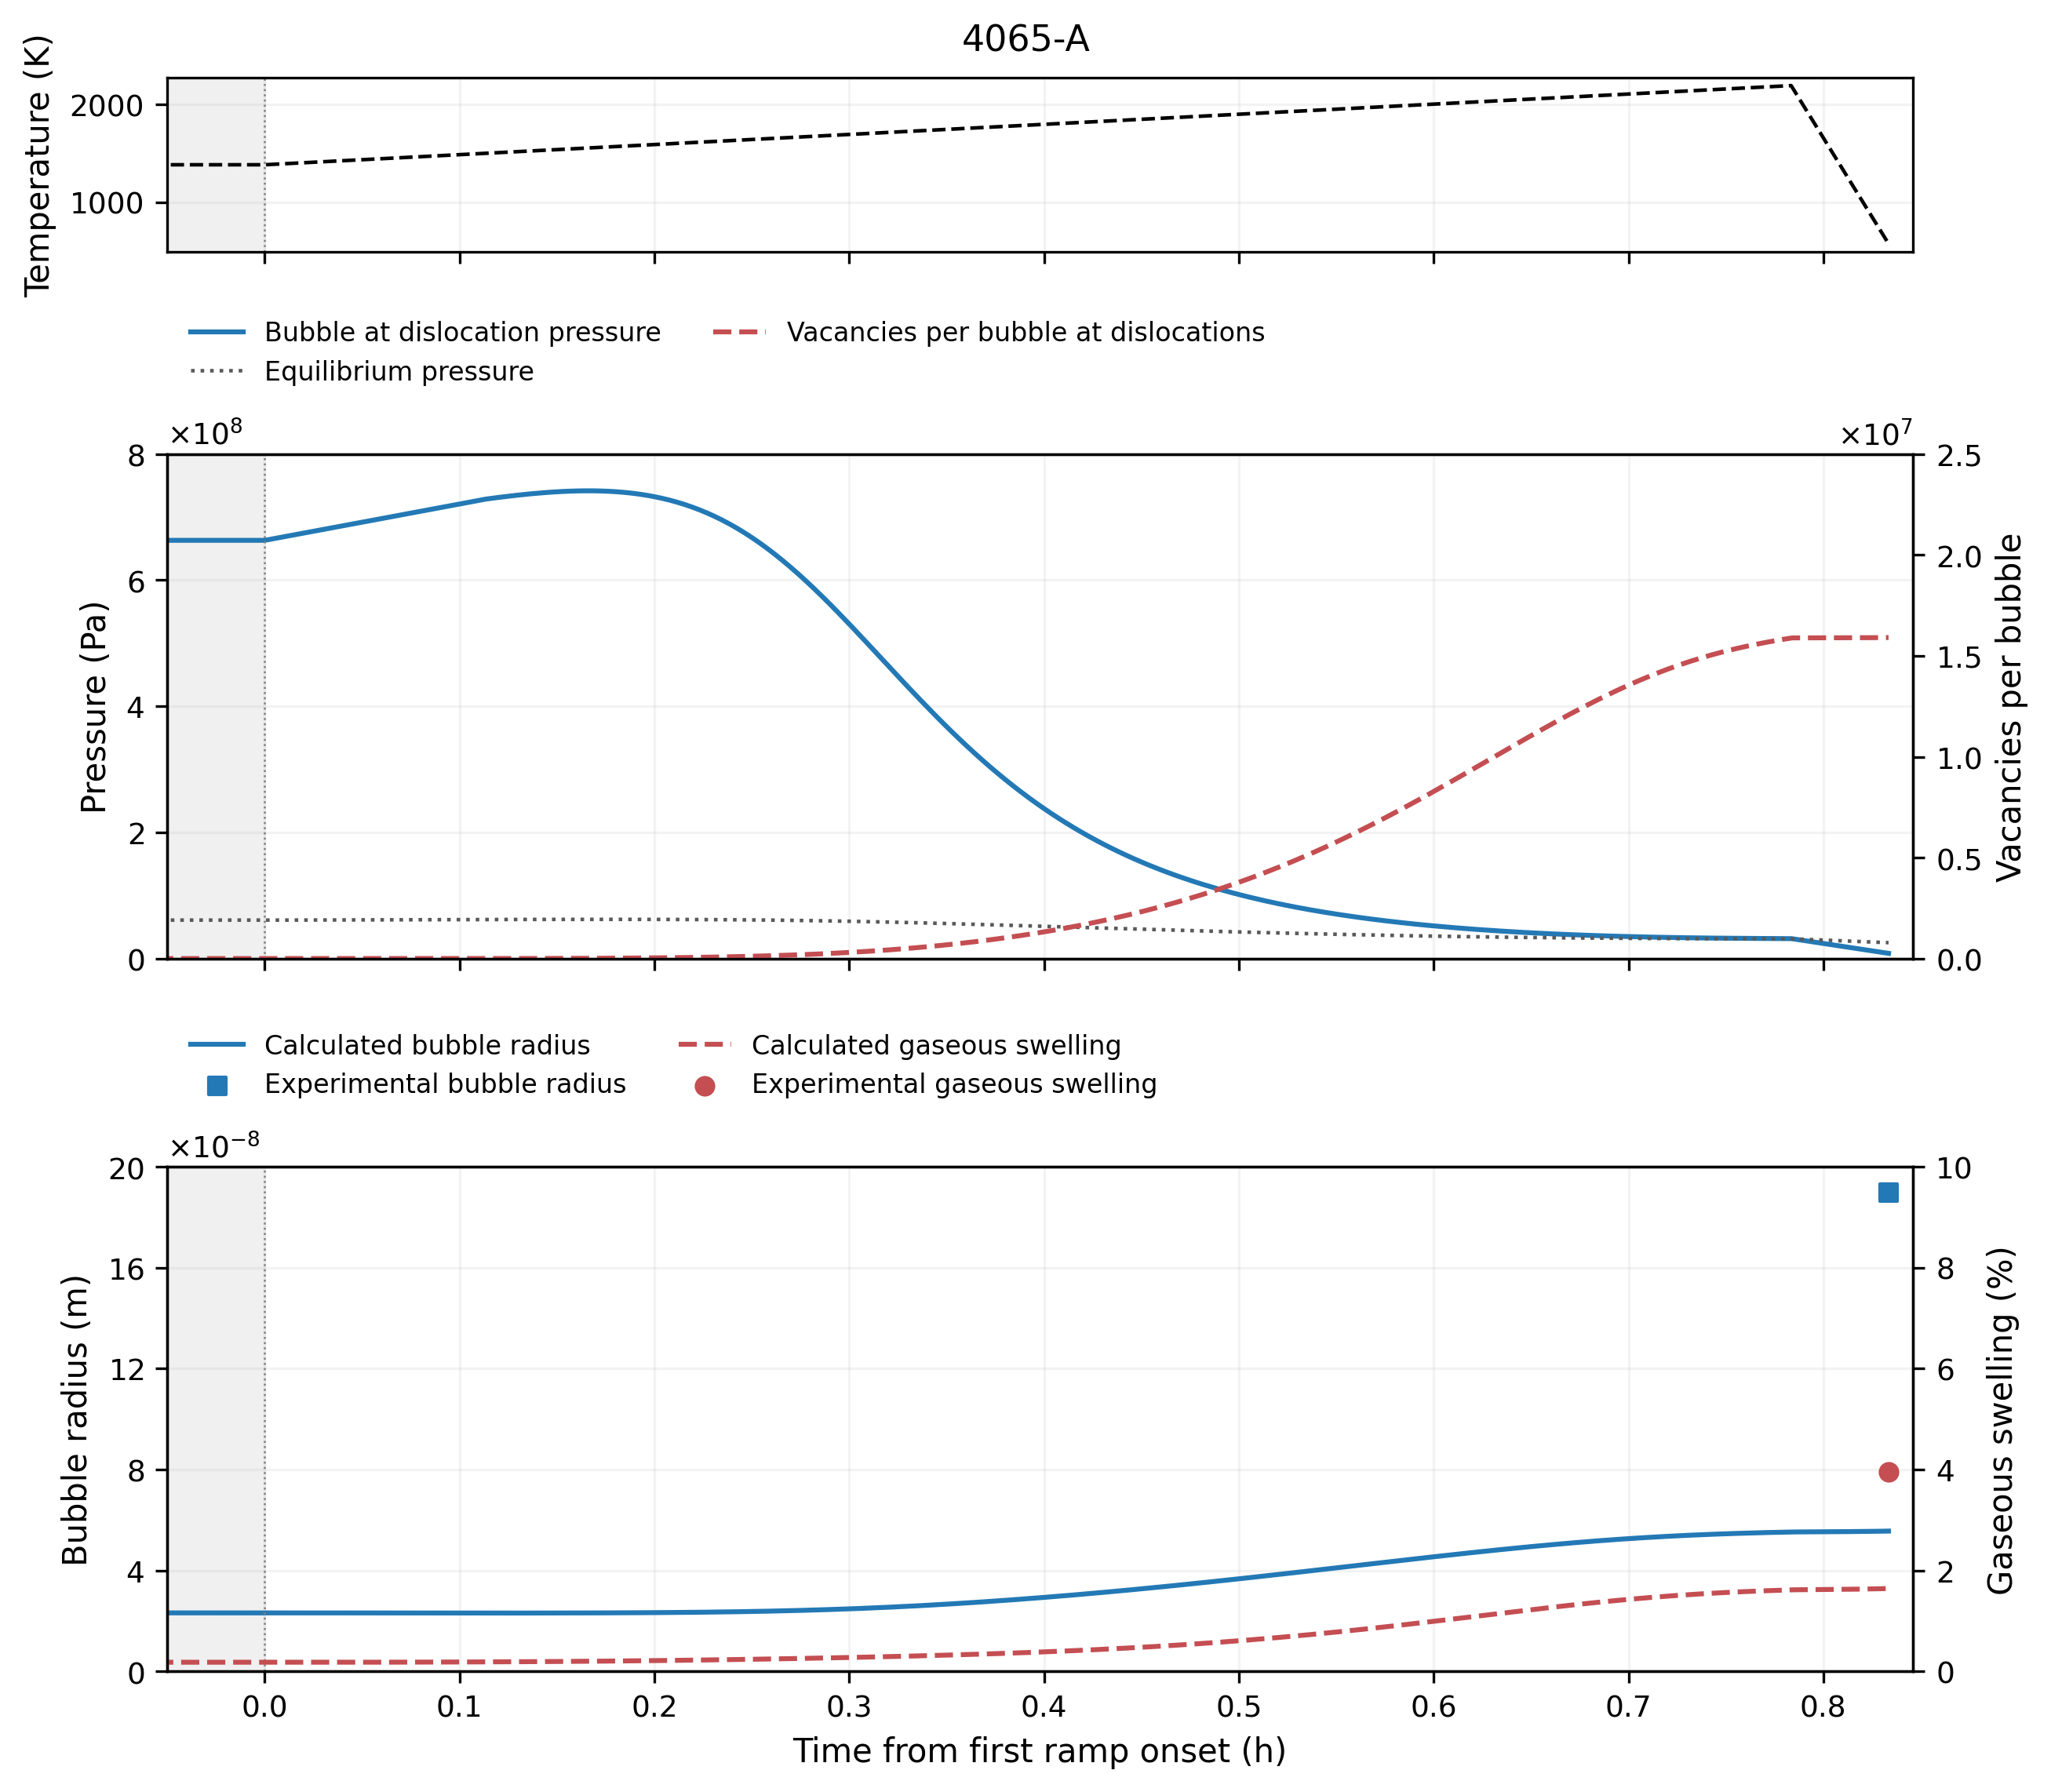 4065-A
Temperature (K)
2000
1000
Bubble at dislocation pressure
Vacancies per bubble at dislocations
Equilibrium pressure
×10⁸
×10⁷
Pressure (Pa)
8
6
4
2
0
2.5
2.0
1.5
1.0
0.5
0.0
Vacancies per bubble
Calculated bubble radius
Calculated gaseous swelling
Experimental bubble radius
Experimental gaseous swelling
×10⁻⁸
Bubble radius (m)
20
16
12
8
4
0
10
8
6
4
2
0
Gaseous swelling (%)
0.0 0.1 0.2 0.3 0.4 0.5 0.6 0.7 0.8
Time from first ramp onset (h)